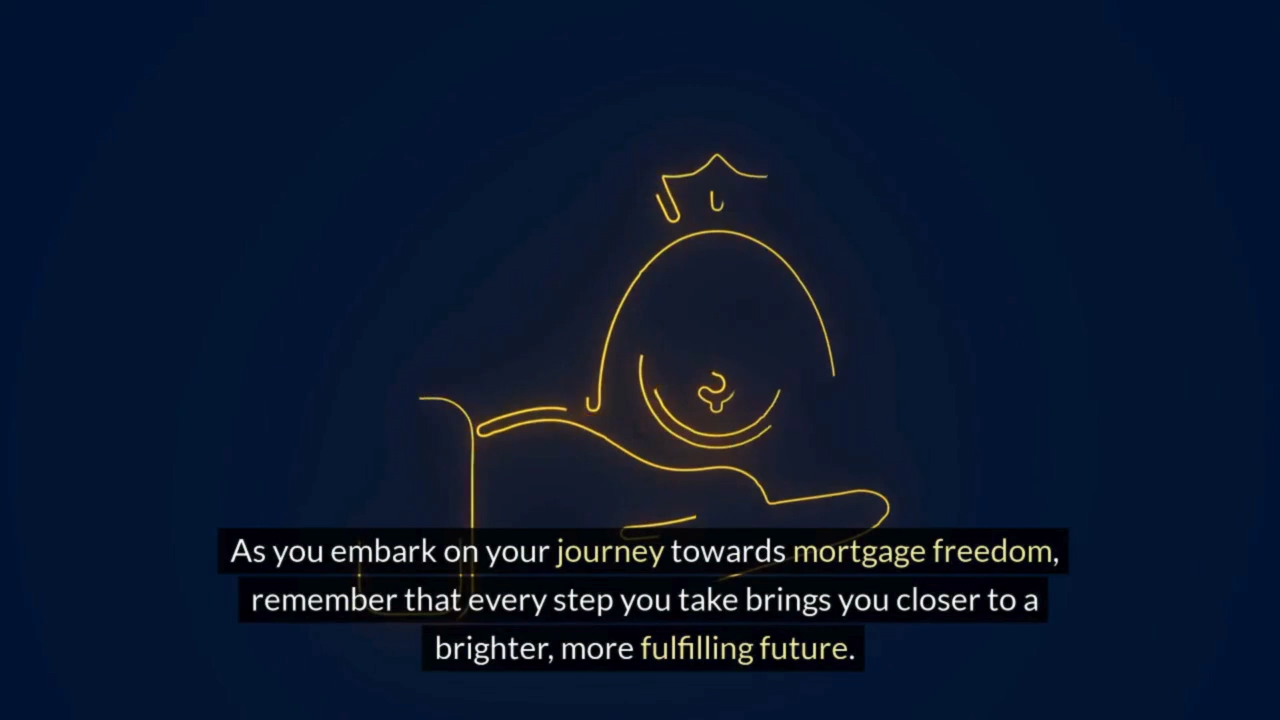 As you embark on your journey towards mortgage freedom,
remember that every step you take brings you closer to a
brighter, more fulfilling future.